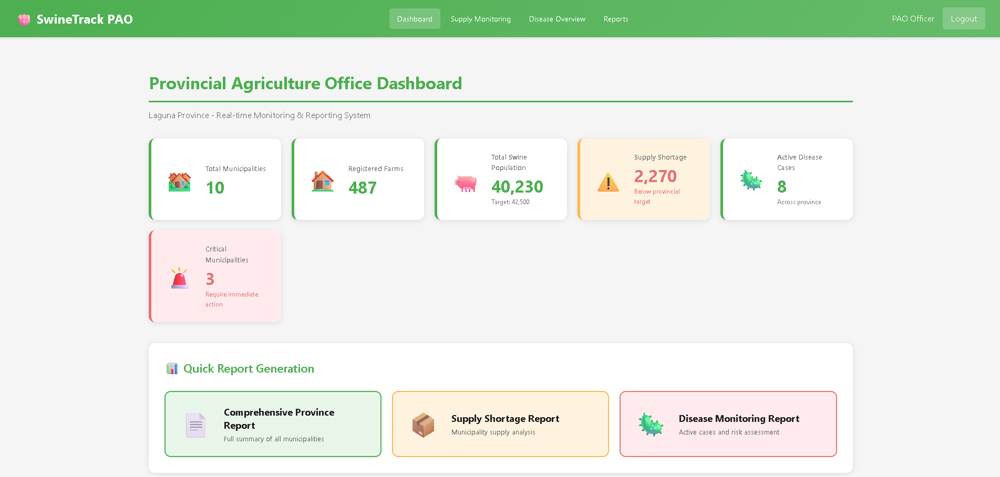 SwineTrack PAO
Dashboard
Supply Monitoring
Disease Overview
Reports
PAO Officer
Logout
Provincial Agriculture Office Dashboard
Laguna Province - Real-time Monitoring & Reporting System
Total Municipalities
10
Registered Farms
487
Total Swine
Population
40,230
Target: 42,500
Supply Shortage
2,270
Below provincial
target
Active Disease
Cases
8
Across province
Critical
Municipalities
3
Require immediate
action
Quick Report Generation
Comprehensive Province
Report
Full summary of all municipalities
Supply Shortage Report
Municipality supply analysis
Disease Monitoring Report
Active cases and risk assessment